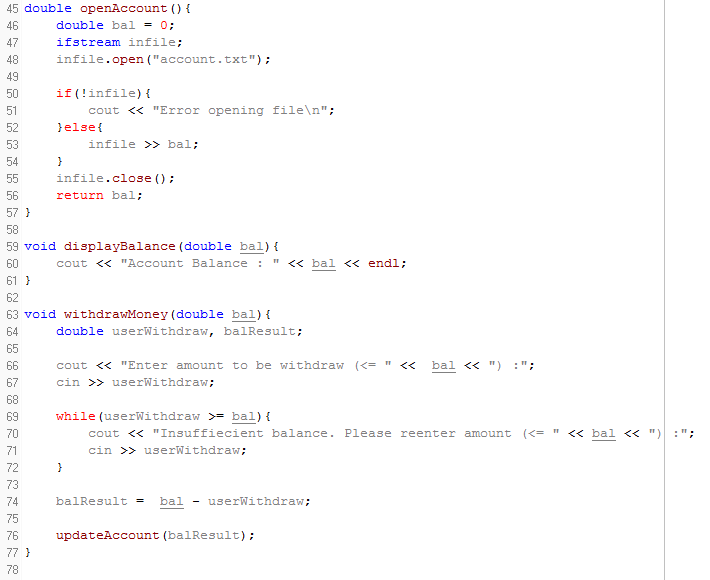 45 double openAccount(){
46     double bal = 0;
47     ifstream infile;
48     infile.open("account.txt");
49
50     if(!infile){
51         cout << "Error opening file\n";
52     }else{
53         infile >> bal;
54     }
55     infile.close();
56     return bal;
57 }
58
59 void displayBalance(double bal){
60     cout << "Account Balance : " << bal << endl;
61 }
62
63 void withdrawMoney(double bal){
64     double userWithdraw, balResult;
65
66     cout << "Enter amount to be withdraw (<= " <<  bal << ") :";
67     cin >> userWithdraw;
68
69     while(userWithdraw >= bal){
70         cout << "Insuffiecient balance. Please reenter amount (<= " << bal << ") :";
71         cin >> userWithdraw;
72     }
73
74     balResult =  bal - userWithdraw;
75
76     updateAccount(balResult);
77 }
78